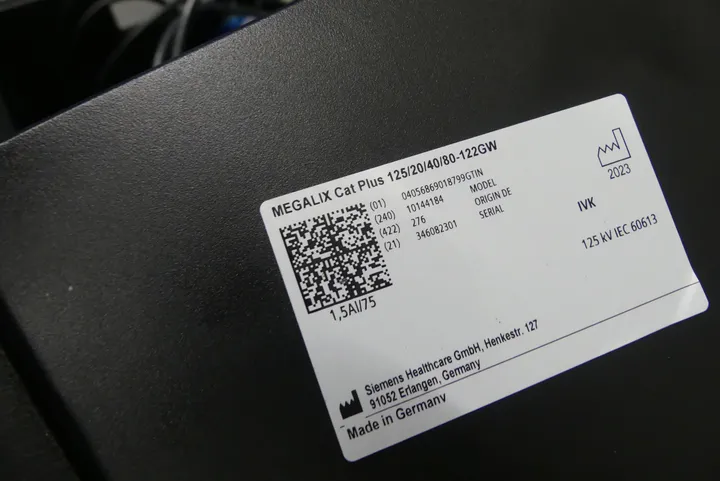 MEGALIX Cat Plus 125/20/40/80-122GW
(01) 04056869018799GTIN
(240) 10144184 MODEL
(422) 276 ORIGIN DE
(21) 346082301 SERIAL
2023
IVK
125 kV IEC 60613
1,5Al/75
Siemens Healthcare GmbH, Henkestr. 127
91052 Erlangen, Germany
Made in Germany